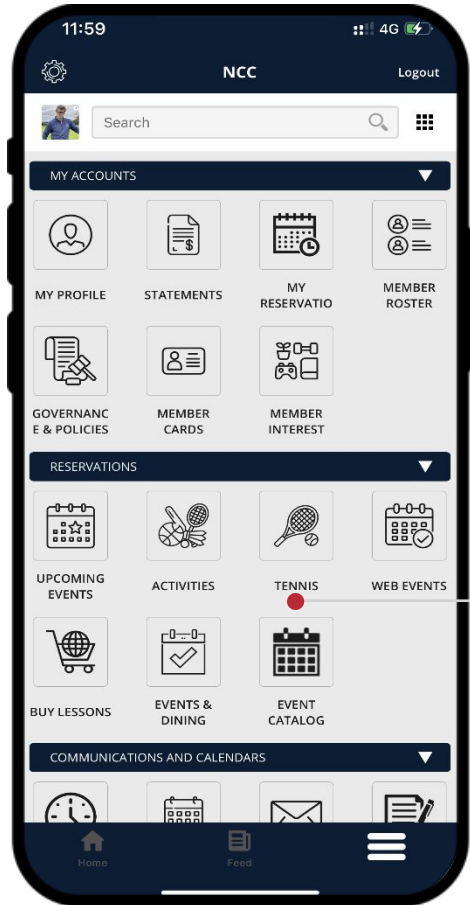 11:59
4G
NCC
Logout
Search
MY ACCOUNTS
MY PROFILE
STATEMENTS
MY
RESERVATIO
MEMBER
ROSTER
GOVERNANC
E & POLICIES
MEMBER
CARDS
MEMBER
INTEREST
RESERVATIONS
UPCOMING
EVENTS
ACTIVITIES
TENNIS
WEB EVENTS
BUY LESSONS
EVENTS &
DINING
EVENT
CATALOG
COMMUNICATIONS AND CALENDARS
Home
Feed